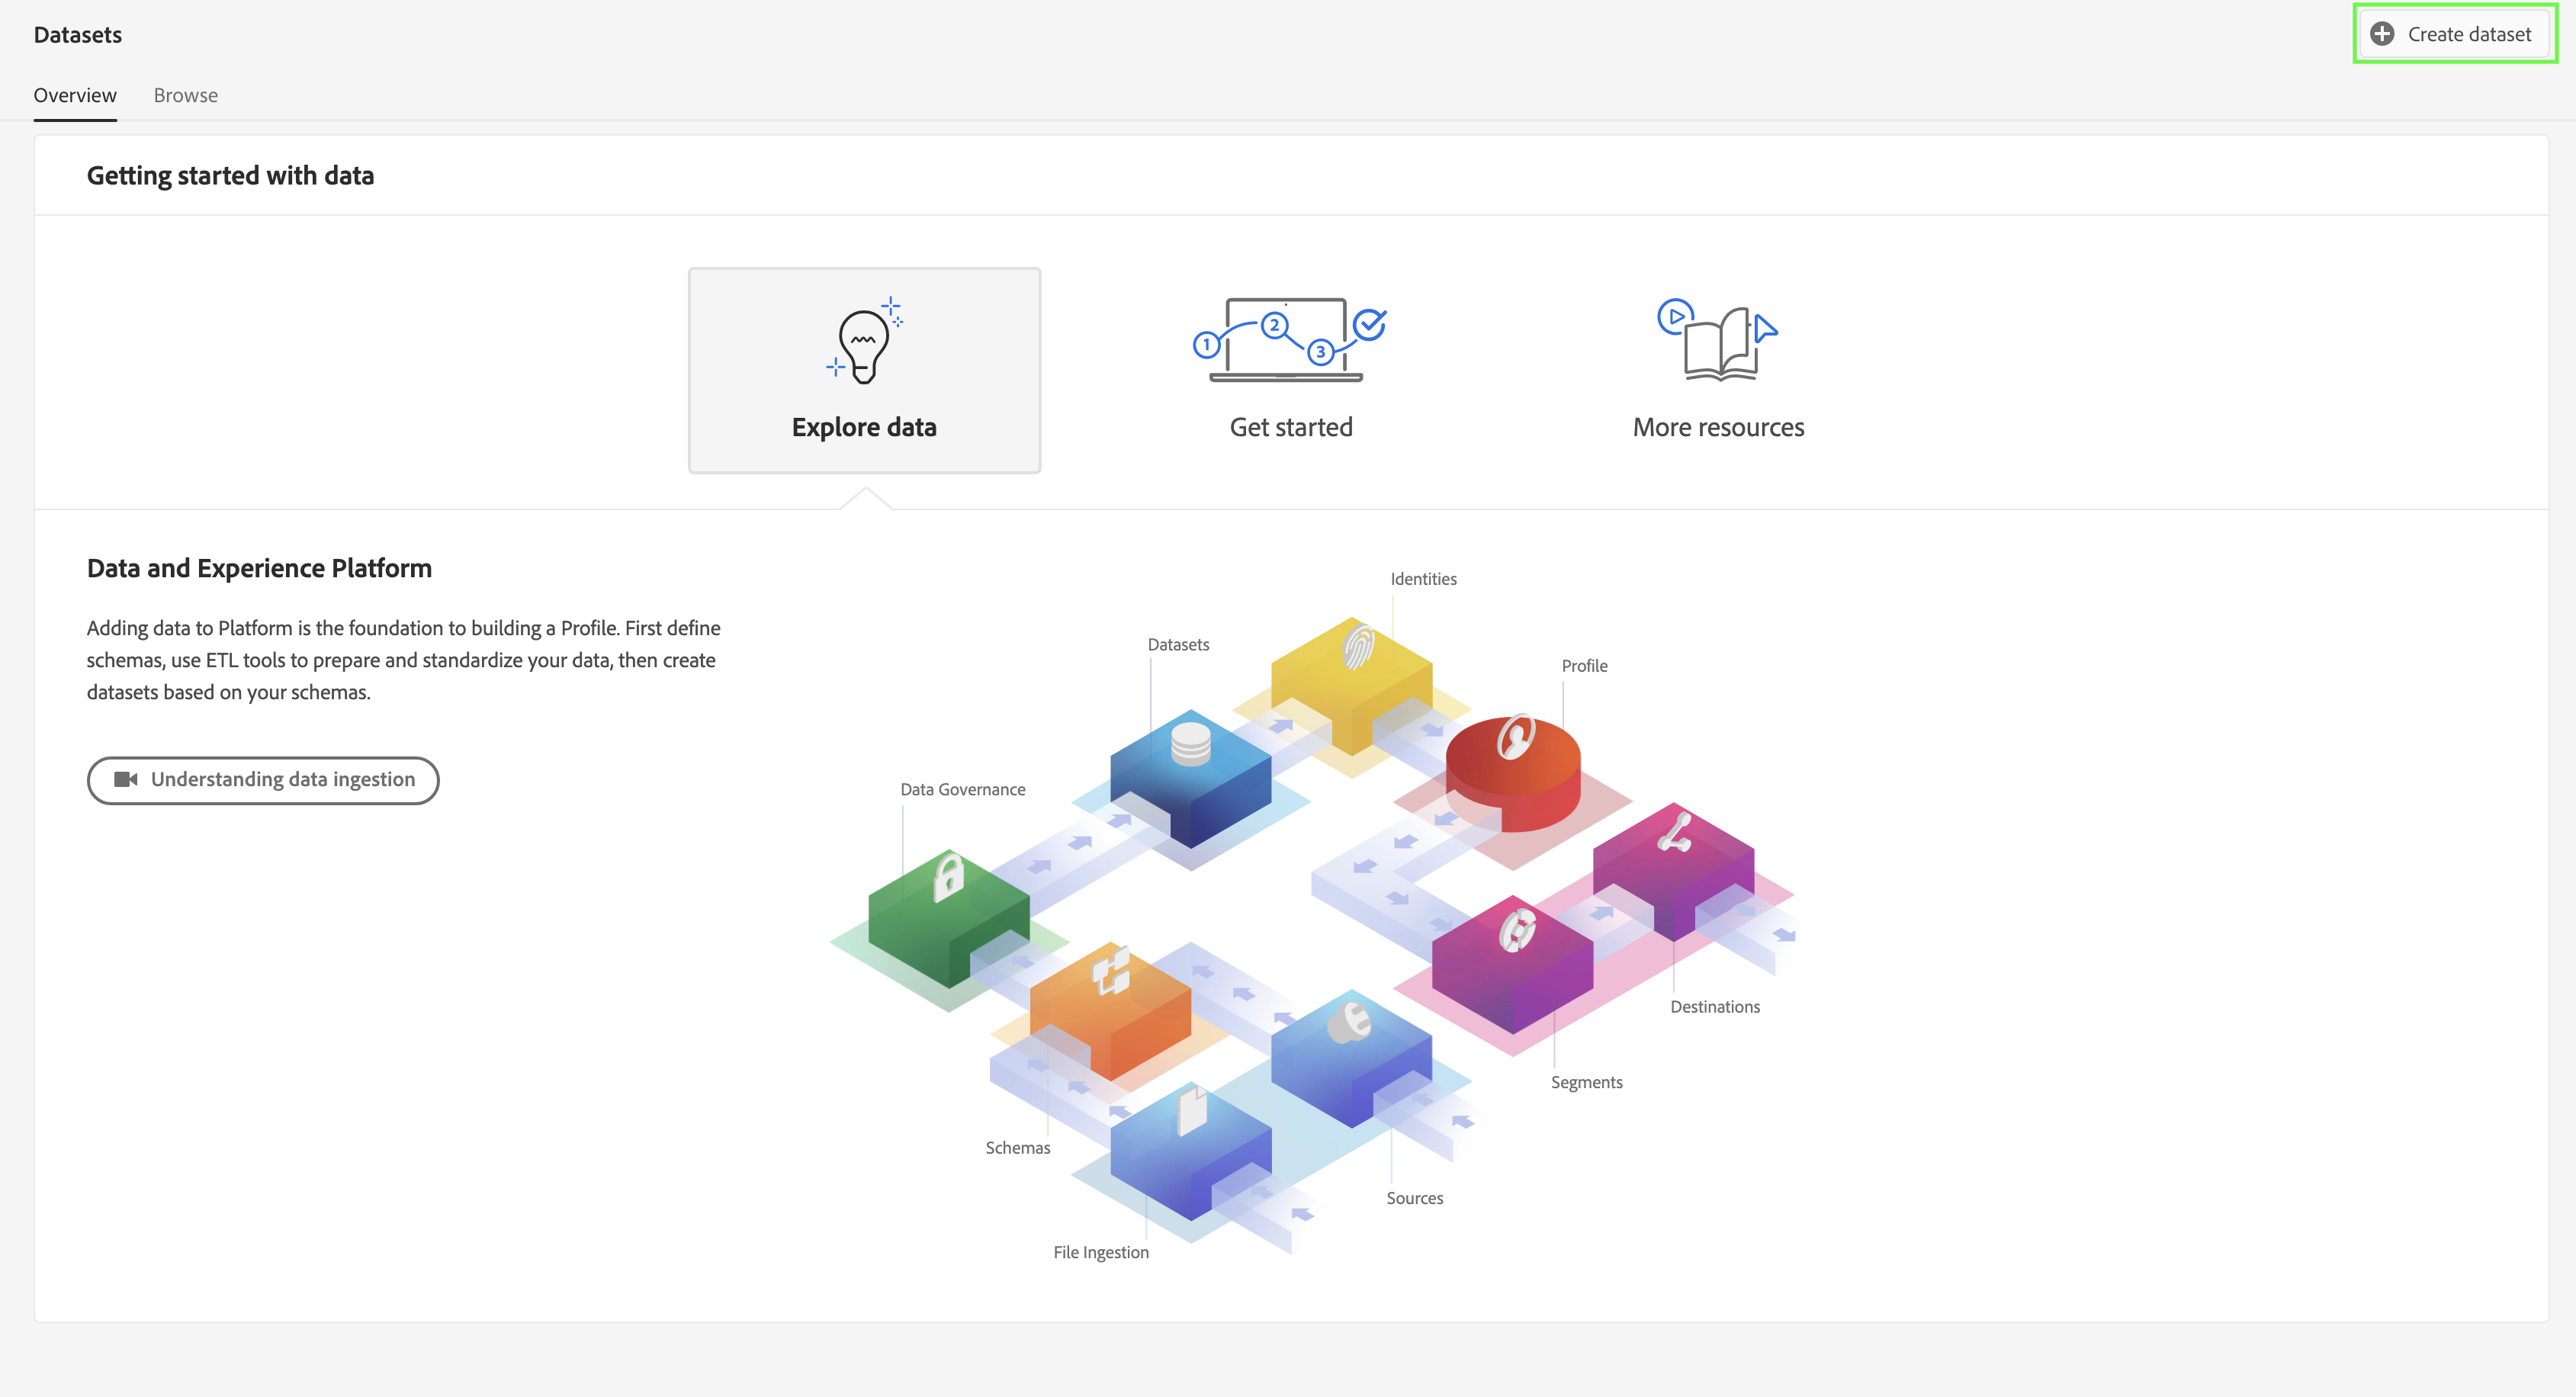 Datasets
Create dataset
Overview
Browse
Getting started with data
1
2
3
Explore data
Get started
More resources
Data and Experience Platform
Adding data to Platform is the foundation to building a Profile. First define
schemas, use ETL tools to prepare and standardize your data, then create
datasets based on your schemas.
Understanding data ingestion
Identities
Datasets
Profile
Data Governance
Destinations
Segments
Schemas
Sources
File Ingestion